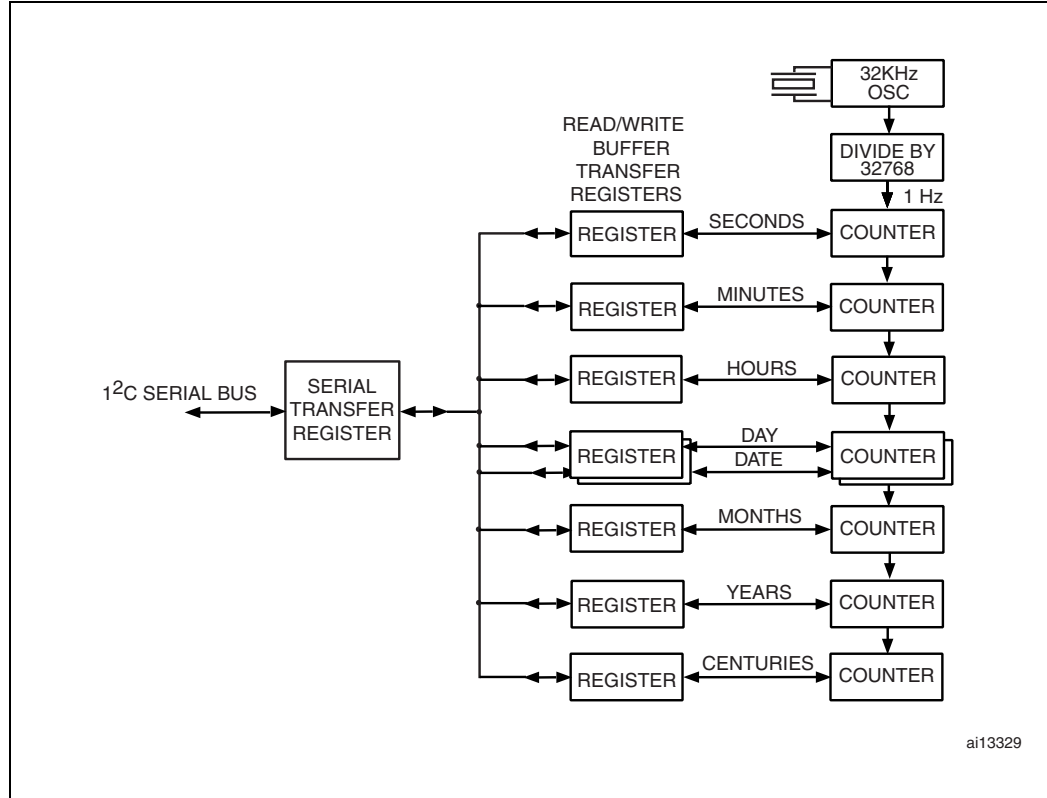 32KHz
OSC
READ/WRITE
BUFFER
TRANSFER
REGISTERS
DIVIDE BY
32768
1 Hz
REGISTER
SECONDS
COUNTER
REGISTER
MINUTES
COUNTER
REGISTER
HOURS
COUNTER
1²C SERIAL BUS
SERIAL
TRANSFER
REGISTER
REGISTER
DAY
DATE
COUNTER
REGISTER
MONTHS
COUNTER
REGISTER
YEARS
COUNTER
REGISTER
CENTURIES
COUNTER
ai13329